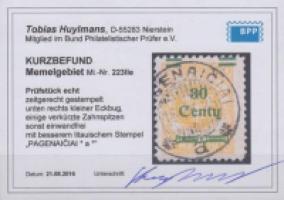 Tobias Huylmans, D-55283 Nierstein
Mitglied im Bund Philatelistischer Prüfer e.V.
BPP
KURZBEFUND
Memelgebiet Mi.-Nr. 223IIe
Prüfstück echt
zeitgerecht gestempelt
unten rechts kleiner Eckbug,
einige verkürzte Zahnspitzen
sonst einwandfrei
mit besserem litauischem Stempel
„PAGENAIČIAI * a *"
PAGENAIČIAI
30
Centų
Datum: 21.08.2016 Unterschrift: